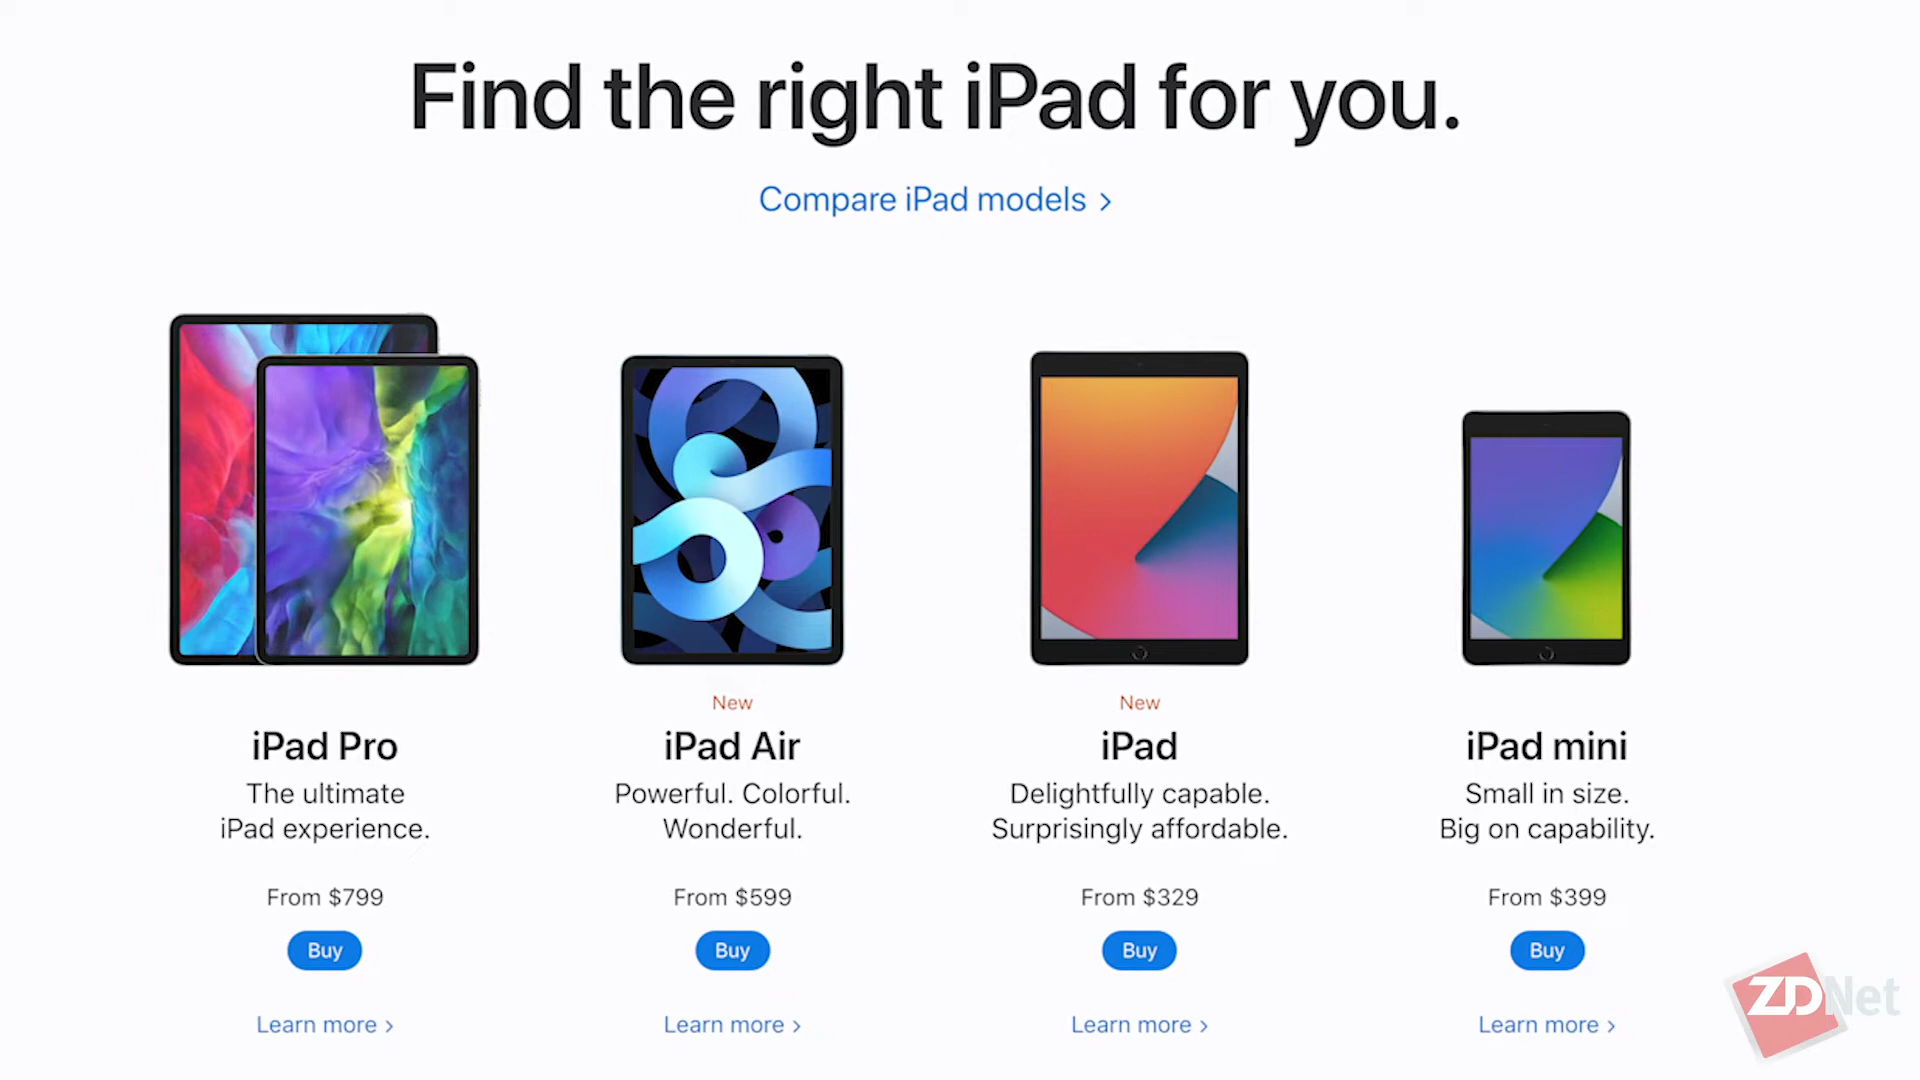 Find the right iPad for you.
Compare iPad models >
iPad Pro
The ultimate
iPad experience.
From $799
Buy
Learn more >
New
iPad Air
Powerful. Colorful.
Wonderful.
From $599
Buy
Learn more >
New
iPad
Delightfully capable.
Surprisingly affordable.
From $329
Buy
Learn more >
iPad mini
Small in size.
Big on capability.
From $399
Buy
Learn more >
ZDNet